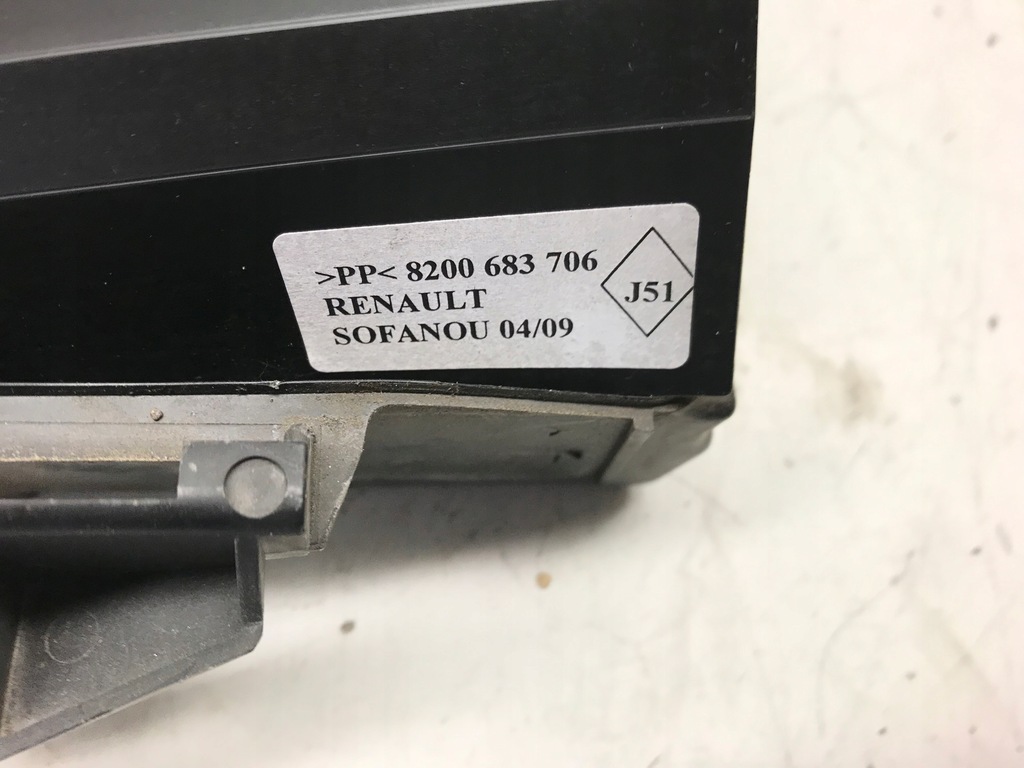 >PP< 8200 683 706
RENAULT
SOFANOU 04/09
J51